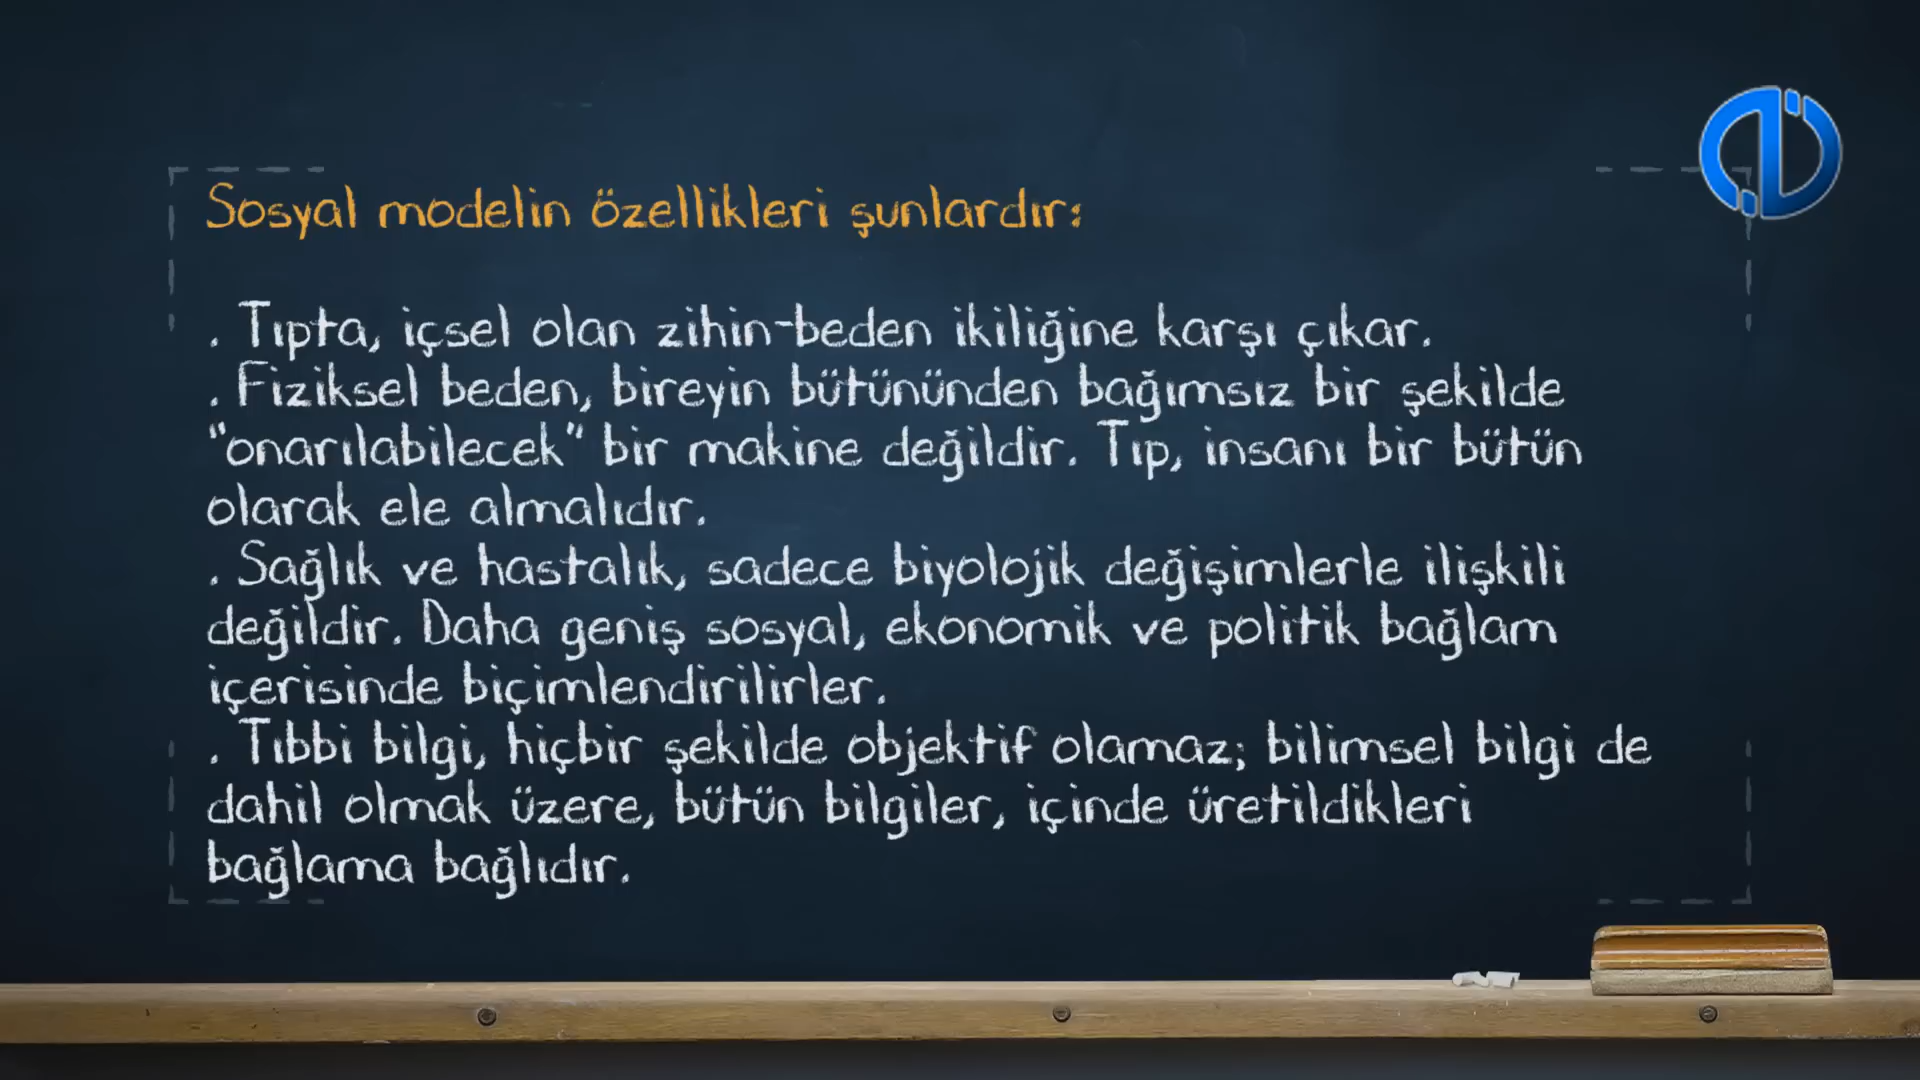 Sosyal modelin özellikleri şunlardır:
. Tıpta, içsel olan zihin-beden ikiliğine karşı çıkar.
. Fiziksel beden, bireyin bütününden bağımsız bir şekilde
"onarılabilecek" bir makine değildir. Tıp, insanı bir bütün
olarak ele almalıdır.
. Sağlık ve hastalık, sadece biyolojik değişimlerle ilişkili
değildir. Daha geniş sosyal, ekonomik ve politik bağlam
içerisinde biçimlendirilirler.
. Tıbbi bilgi, hiçbir şekilde objektif olamaz; bilimsel bilgi de
dahil olmak üzere, bütün bilgiler, içinde üretildikleri
bağlama bağlıdır.